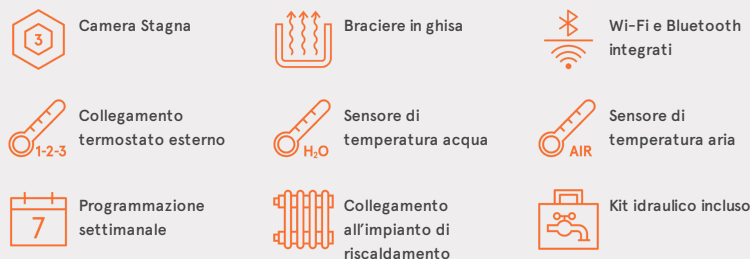 3
Camera Stagna
Braciere in ghisa
Wi-Fi e Bluetooth
integrati
1-2-3
Collegamento
termostato esterno
H₂O
Sensore di
temperatura acqua
AIR
Sensore di
temperatura aria
7
Programmazione
settimanale
Collegamento
all’impianto di
riscaldamento
Kit idraulico incluso